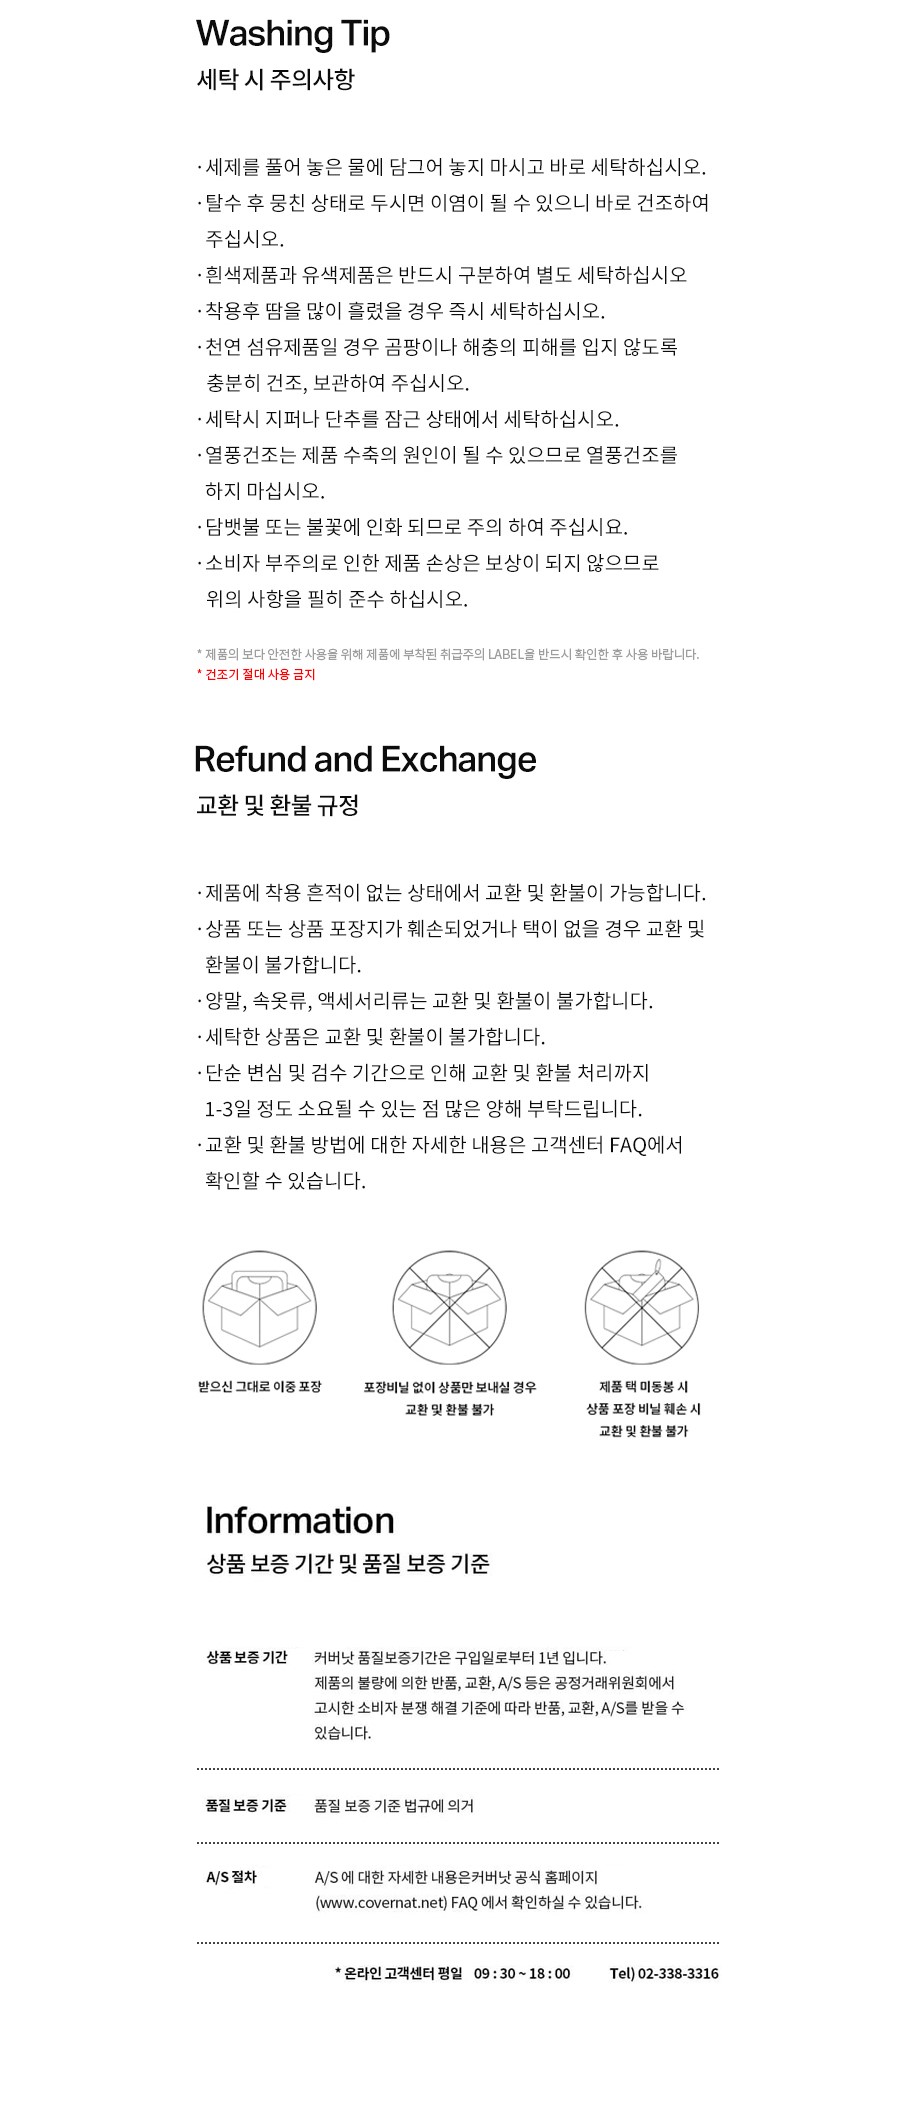 Washing Tip
세탁 시 주의사항
· 세제를 풀어 놓은 물에 담그어 놓지 마시고 바로 세탁하십시오.
· 탈수 후 뭉친 상태로 두시면 이염이 될 수 있으니 바로 건조하여
주십시오.
· 흰색제품과 유색제품은 반드시 구분하여 별도 세탁하십시오
· 착용후 땀을 많이 흘렸을 경우 즉시 세탁하십시오.
· 천연 섬유제품일 경우 곰팡이나 해충의 피해를 입지 않도록
충분히 건조, 보관하여 주십시오.
· 세탁시 지퍼나 단추를 잠근 상태에서 세탁하십시오.
· 열풍건조는 제품 수축의 원인이 될 수 있으므로 열풍건조를
하지 마십시오.
· 담뱃불 또는 불꽃에 인화 되므로 주의 하여 주십시요.
· 소비자 부주의로 인한 제품 손상은 보상이 되지 않으므로
위의 사항을 필히 준수 하십시오.
* 제품의 보다 안전한 사용을 위해 제품에 부착된 취급주의 LABEL을 반드시 확인한 후 사용 바랍니다.
* 건조기 절대 사용 금지
Refund and Exchange
교환 및 환불 규정
· 제품에 착용 흔적이 없는 상태에서 교환 및 환불이 가능합니다.
· 상품 또는 상품 포장지가 훼손되었거나 택이 없을 경우 교환 및
환불이 불가합니다.
· 양말, 속옷류, 액세서리류는 교환 및 환불이 불가합니다.
· 세탁한 상품은 교환 및 환불이 불가합니다.
· 단순 변심 및 검수 기간으로 인해 교환 및 환불 처리까지
1-3일 정도 소요될 수 있는 점 많은 양해 부탁드립니다.
· 교환 및 환불 방법에 대한 자세한 내용은 고객센터 FAQ에서
확인할 수 있습니다.
받으신 그대로 이중 포장
포장비닐 없이 상품만 보내실 경우
교환 및 환불 불가
제품 택 미동봉 시
상품 포장 비닐 훼손 시
교환 및 환불 불가
Information
상품 보증 기간 및 품질 보증 기준
상품 보증 기간 커버낫 품질보증기간은 구입일로부터 1년 입니다.
제품의 불량에 의한 반품, 교환, A/S 등은 공정거래위원회에서
고시한 소비자 분쟁 해결 기준에 따라 반품, 교환, A/S를 받을 수
있습니다.
품질 보증 기준 품질 보증 기준 법규에 의거
A/S 절차 A/S 에 대한 자세한 내용은커버낫 공식 홈페이지
(www.covernat.net) FAQ 에서 확인하실 수 있습니다.
* 온라인 고객센터 평일 09 : 30 ~ 18 : 00 Tel) 02-338-3316